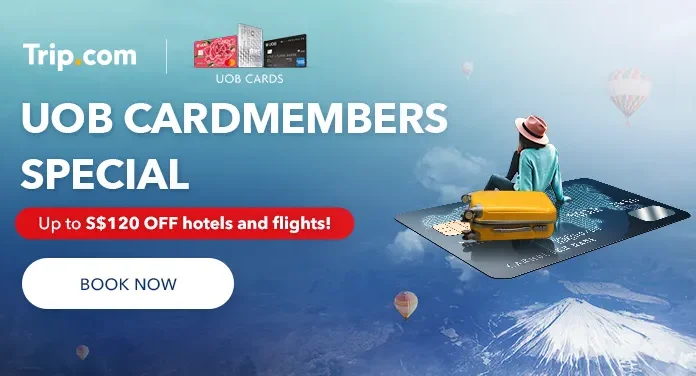 Trip.com
UOB CARDS
UOB CARDMEMBERS
SPECIAL
Up to S$120 OFF hotels and flights!
BOOK NOW